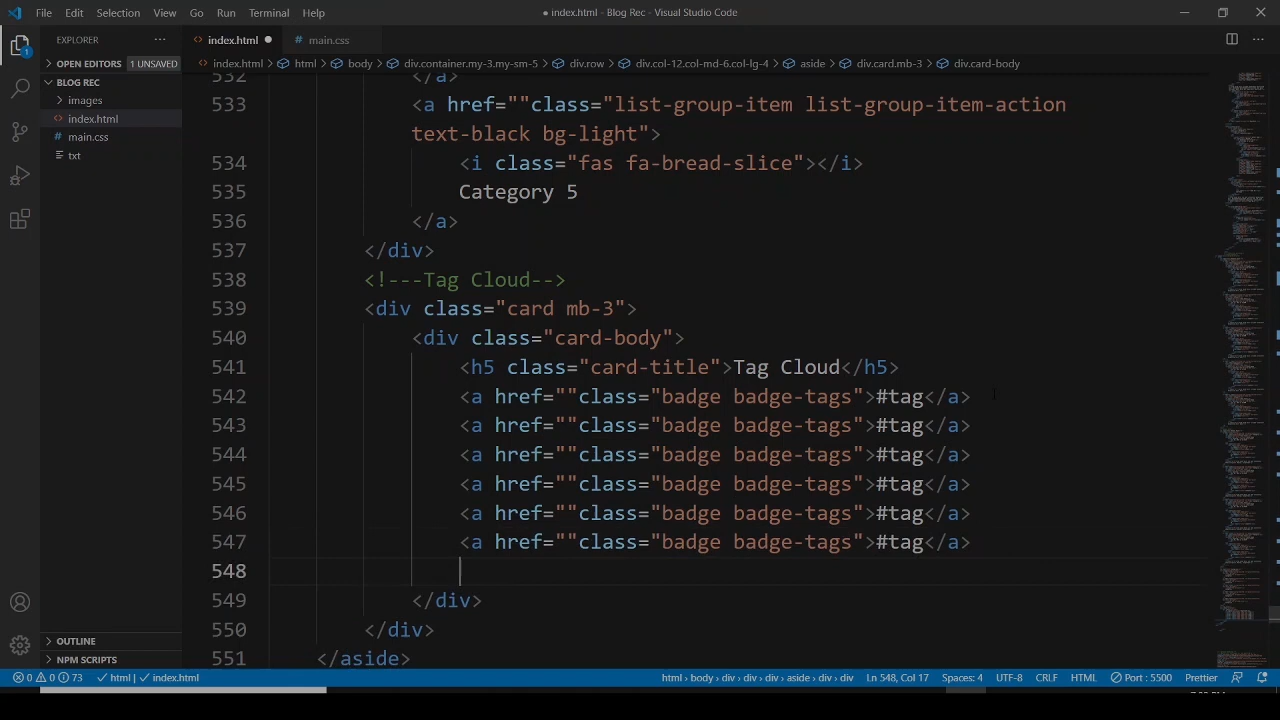 File Edit Selection View Go Run Terminal Help
● index.html - Blog Rec - Visual Studio Code
EXPLORER
index.html
main.css
OPEN EDITORS 1 UNSAVED
index.html > html > body > div.container.my-3.my-sm-5 > div.row > div.col-12.col-md-6.col-lg-4 > aside > div.card.mb-3 > div.card-body
BLOG REC
images
index.html
main.css
txt
532 </a>
533 <a href=""class="list-group-item list-group-item-action
text-black bg-light">
534 <i class="fas fa-bread-slice"></i>
535 Category 5
536 </a>
537 </div>
538 <!---Tag Cloud-->
539 <div class="card mb-3">
540 <div class="card-body">
541 <h5 class="card-title">Tag Cloud</h5>
542 <a href=""class="badge badge-tags">#tag</a>
543 <a href=""class="badge badge-tags">#tag</a>
544 <a href=""class="badge badge-tags">#tag</a>
545 <a href=""class="badge badge-tags">#tag</a>
546 <a href=""class="badge badge-tags">#tag</a>
547 <a href=""class="badge badge-tags">#tag</a>
548
549 </div>
550 </div>
551 </aside>
OUTLINE
NPM SCRIPTS
1
0 0 73 html | index.html
html > body > div > div > div > aside > div > div Ln 548, Col 17 Spaces: 4 UTF-8 CRLF HTML Port : 5500 Prettier